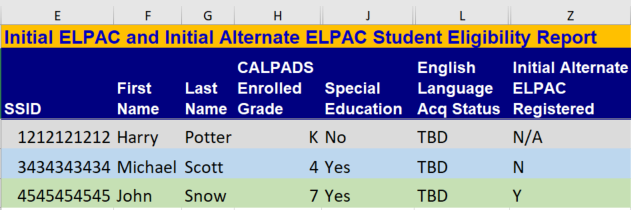 E F G H J L Z
Initial ELPAC and Initial Alternate ELPAC Student Eligibility Report
SSID First Name Last Name CALPADS Enrolled Grade Special Education English Language Acq Status Initial Alternate ELPAC Registered
1212121212 Harry Potter K No TBD N/A
3434343434 Michael Scott 4 Yes TBD N
4545454545 John Snow 7 Yes TBD Y